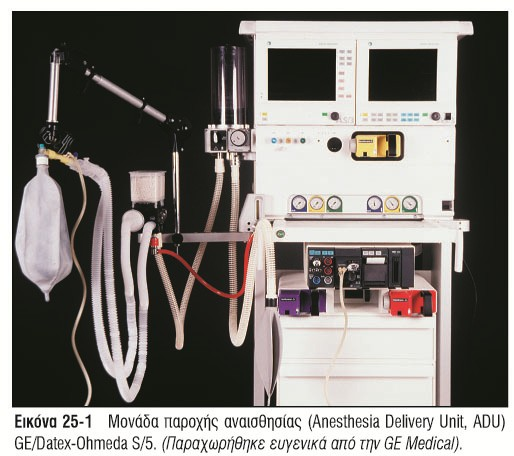 Εικόνα 25-1 Μονάδα παροχής αναισθησίας (Anesthesia Delivery Unit, ADU)
GE/Datex-Ohmeda S/5. (Παραχωρήθηκε ευγενικά από την GE Medical).